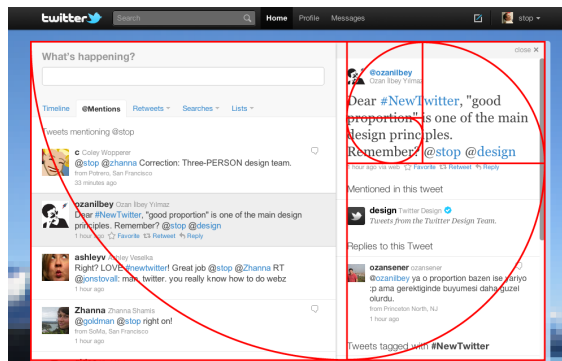 twitter
Search
Home Profile Messages
stop
What's happening?
Timeline @Mentions Retweets Searches Lists
Tweets mentioning @stop
c Coley Wopperer
@stop @zhanna Correction: Three-PERSON design team.
from Potrero, San Francisco
33 minutes ago
ozanilbey Ozan İlbey Yılmaz
Dear #NewTwitter, "good proportion" is one of the main design
principles. Remember? @stop @design
1 hour ago Favorite Retweet Reply
ashleyv Ashley Veselka
Right? LOVE #newtwitter! Great job @stop @Zhanna RT
@jonstovall: man, twitter. you really know how to do webz
1 hour ago
Zhanna Zhanna Shamis
@goldman @stop right on!
from SoMa, San Francisco
1 hour ago
close ×
@ozanilbey
Ozan İlbey Yılmaz
Dear #NewTwitter, "good
proportion" is one of the main
design principles.
Remember? @stop @design
1 hour ago via web Favorite Retweet Reply
Mentioned in this tweet
design Twitter Design
Tweets from the Twitter Design Team.
Replies to this Tweet
ozansener ozansener
@ozanilbey ya o proportion bazen ise yariyo
:p ama gerektiginde buyumesi daha guzel
olurdu.
from Princeton North, NJ
1 hour ago
Tweets tagged with #NewTwitter